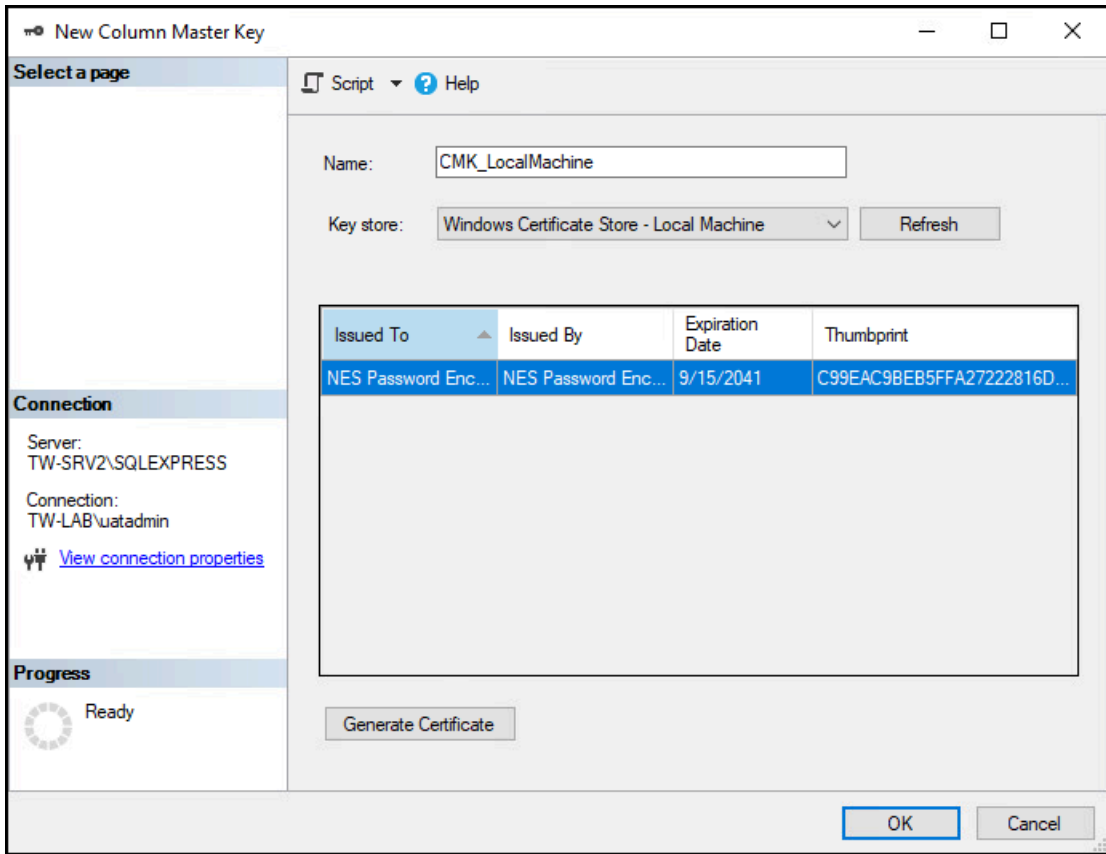 New Column Master Key
Select a page
Script
Help
Name:
CMK_LocalMachine
Key store:
Windows Certificate Store - Local Machine
Refresh
Issued To
Issued By
Expiration
Date
Thumbprint
NES Password Enc...
NES Password Enc...
9/15/2041
C99EAC9BEB5FFA27222816D...
Connection
Server:
TW-SRV2\SQLEXPRESS
Connection:
TW-LAB\uatadmin
View connection properties
Progress
Ready
Generate Certificate
OK
Cancel